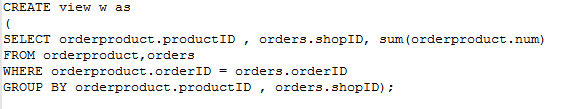 CREATE view w as
(
SELECT orderproduct.productID , orders.shopID, sum(orderproduct.num)
FROM orderproduct,orders
WHERE orderproduct.orderID = orders.orderID
GROUP BY orderproduct.productID , orders.shopID);